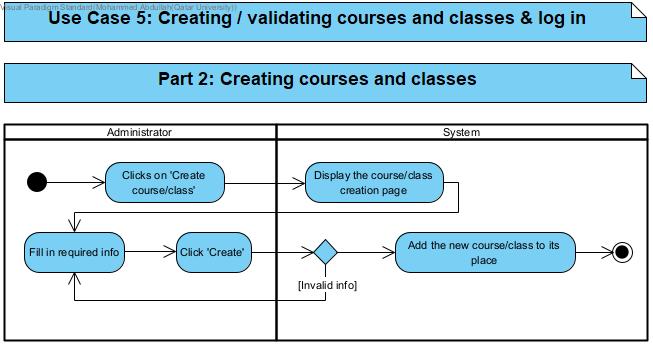 Visual Paradigm Standard(Mohammed Abdullah(Qatar University))
Use Case 5: Creating / validating courses and classes & log in
Part 2: Creating courses and classes
Administrator
System
Clicks on 'Create
course/class'
Display the course/class
creation page
Fill in required info
Click 'Create'
Add the new course/class to its
place
[Invalid info]